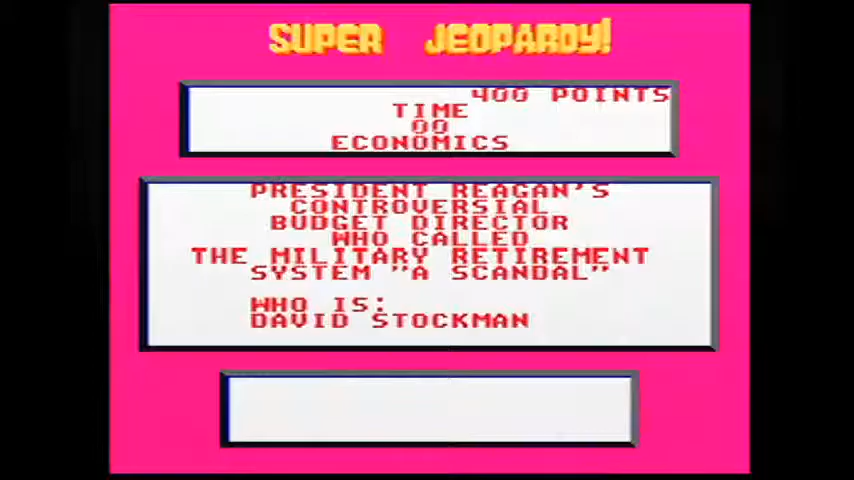 SUPER JEOPARDY!
400 POINTS
TIME
00
ECONOMICS
PRESIDENT REAGAN'S
CONTROVERSIAL
BUDGET DIRECTOR
WHO CALLED
THE MILITARY RETIREMENT
SYSTEM "A SCANDAL"
WHO IS:
DAVID STOCKMAN